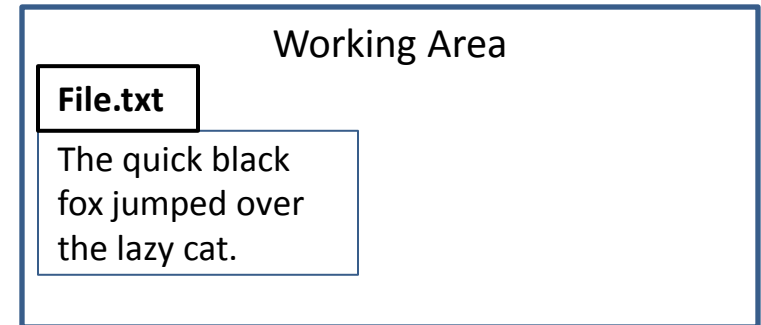 Working Area
File.txt
The quick black
fox jumped over
the lazy cat.